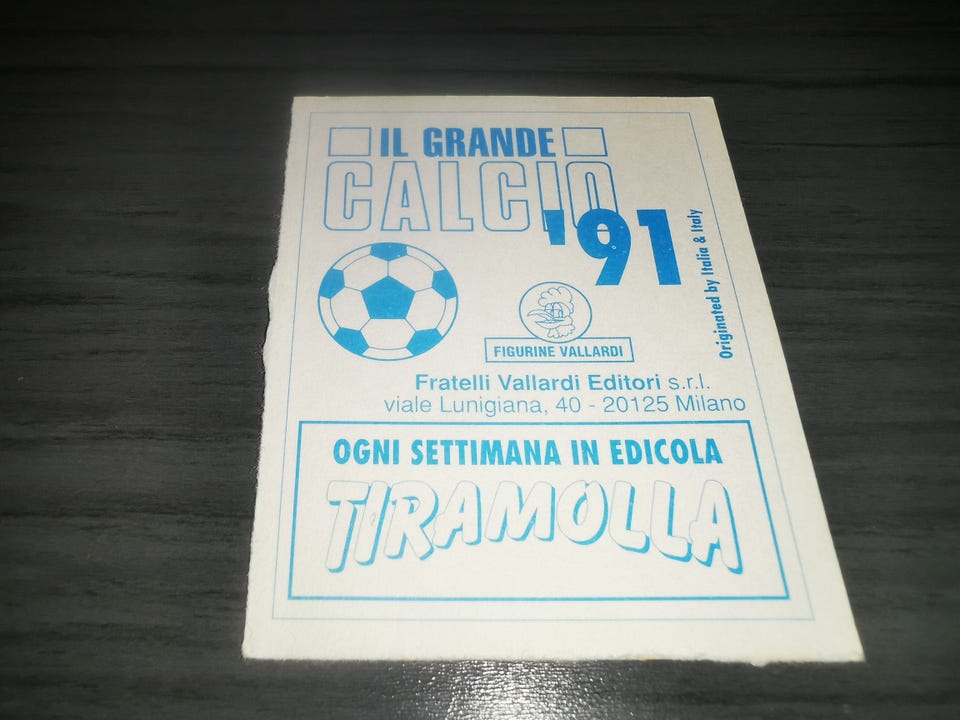 IL GRANDE
CALCIO
'91
Originated by Italia & Italy
FIGURINE VALLARDI
Fratelli Vallardi Editori s.r.l.
viale Lunigiana, 40 - 20125 Milano
OGNI SETTIMANA IN EDICOLA
TIRAMOLLA